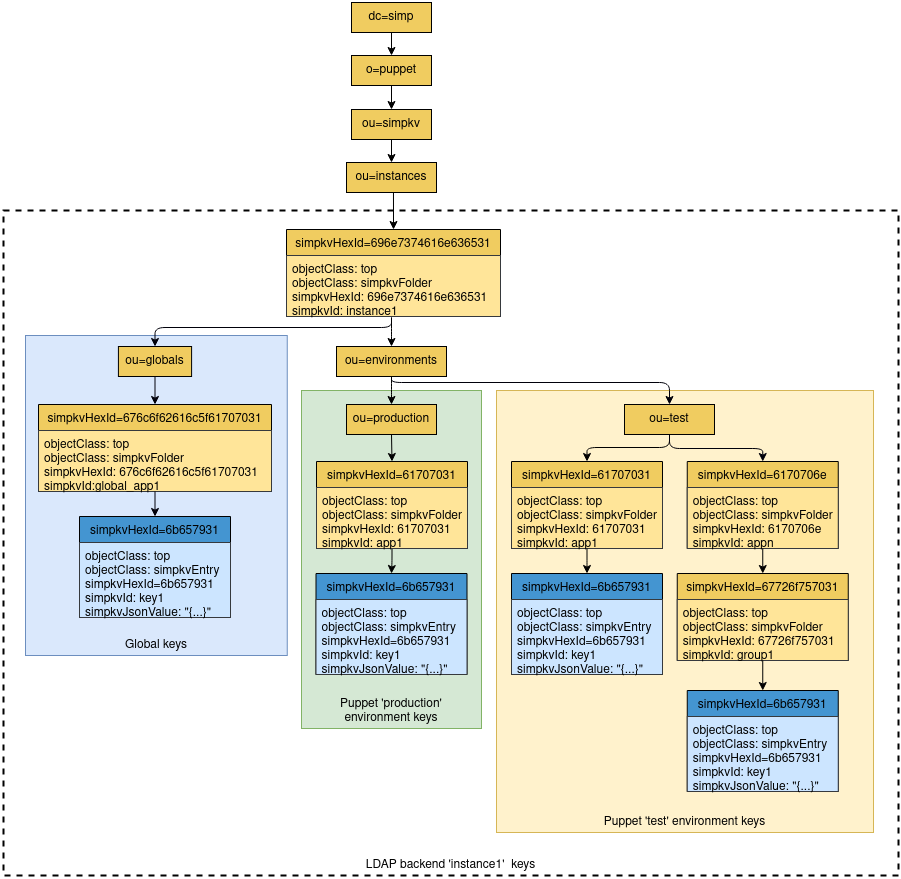 dc=simp
o=puppet
ou=simpkv
ou=instances
simpkvHexId=696e7374616e636531
objectClass: top
objectClass: simpkvFolder
simpkvHexId: 696e7374616e636531
simpkvId: instance1
ou=globals
simpkvHexId=676c6f62616c5f61707031
objectClass: top
objectClass: simpkvFolder
simpkvHexId: 676c6f62616c5f61707031
simpkvId:global_app1
simpkvHexId=6b657931
objectClass: top
objectClass: simpkvEntry
simpkvHexId=6b657931
simpkvId: key1
simpkvJsonValue: "{...}"
Global keys
ou=environments
ou=production
simpkvHexId=61707031
objectClass: top
objectClass: simpkvFolder
simpkvHexId: 61707031
simpkvId: app1
simpkvHexId=6b657931
objectClass: top
objectClass: simpkvEntry
simpkvHexId=6b657931
simpkvId: key1
simpkvJsonValue: "{...}"
Puppet 'production'
environment keys
ou=test
simpkvHexId=61707031
objectClass: top
objectClass: simpkvFolder
simpkvHexId: 61707031
simpkvId: app1
simpkvHexId=6b657931
objectClass: top
objectClass: simpkvEntry
simpkvHexId=6b657931
simpkvId: key1
simpkvJsonValue: "{...}"
simpkvHexId=6170706e
objectClass: top
objectClass: simpkvFolder
simpkvHexId: 6170706e
simpkvId: appn
simpkvHexId=67726f757031
objectClass: top
objectClass: simpkvFolder
simpkvHexId: 67726f757031
simpkvId: group1
simpkvHexId=6b657931
objectClass: top
objectClass: simpkvEntry
simpkvHexId=6b657931
simpkvId: key1
simpkvJsonValue: "{...}"
Puppet 'test' environment keys
LDAP backend 'instance1' keys